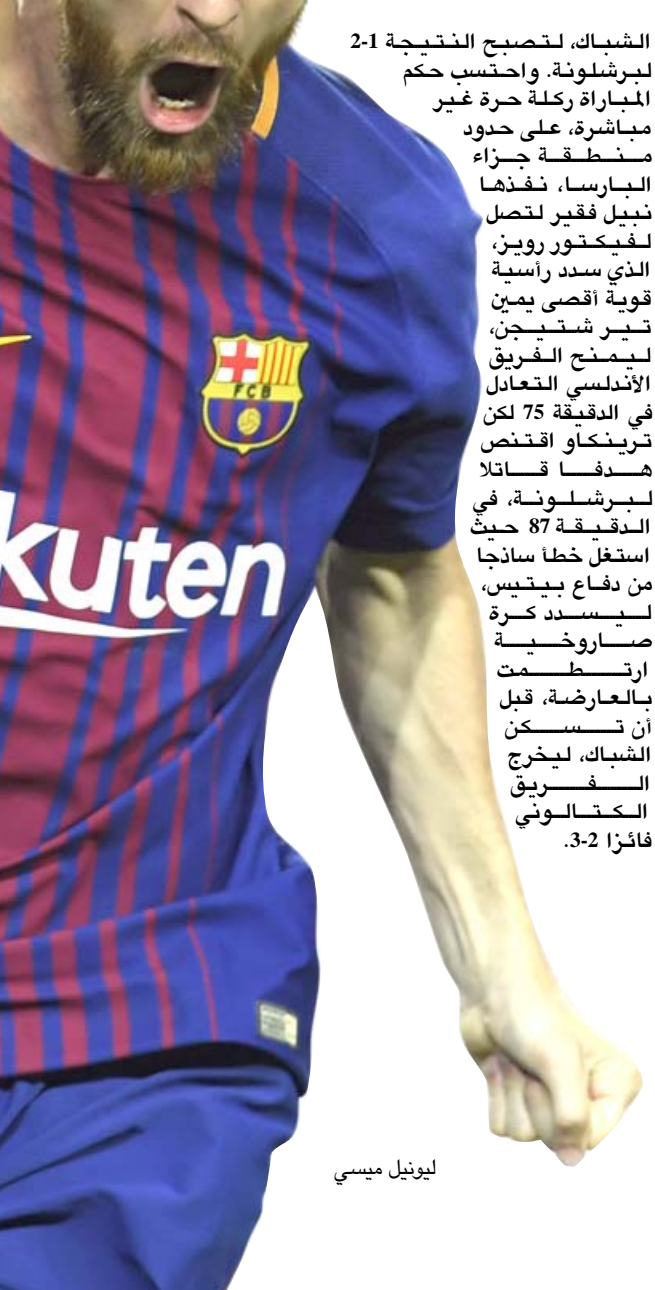 الشباك، لتصبح النتيجة 1-2
لبرشلونة. واحتسب حكم
المباراة ركلة حرة غير
مباشرة، على حدود
منطقة جزاء
البارسا، نفذها
نبيل فقير لتصل
لفيكتور رويز،
الذي سدد رأسية
قوية أقصى يمين
تير شتيجن،
ليمنح الفريق
الأندلسي التعادل
في الدقيقة 75 لكن
ترينكاو اقتنص
هدفا قاتلا
لبرشلونة، في
الدقيقة 87 حيث
استغل خطأ ساذجا
من دفاع بيتيس،
ليسدد كرة
صاروخية
ارتطمت
بالعارضة، قبل
أن تسكن
الشباك، ليخرج
الفريق
الكتالوني
فائزا 2-3.
FCB
kuten
ليونيل ميسي